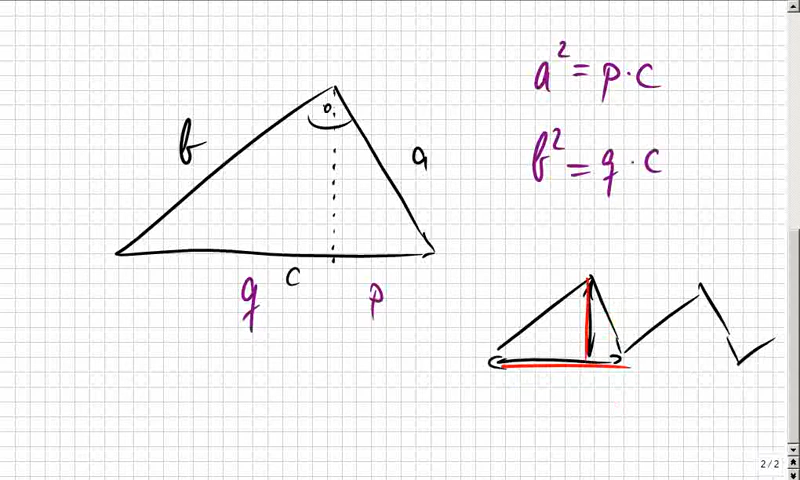 a² = p · c
b
a
b² = q · c
c
q
p
2 / 2